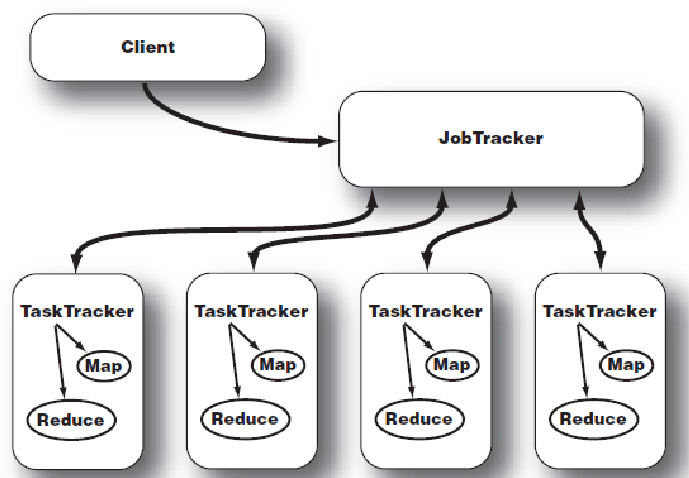 Client
JobTracker
TaskTracker
Map
Reduce
TaskTracker
Map
Reduce
TaskTracker
Map
Reduce
TaskTracker
Map
Reduce